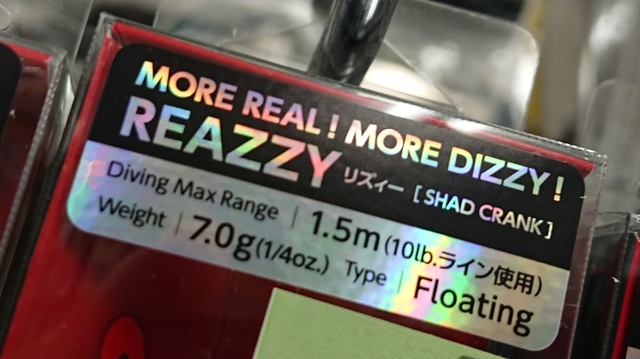 MORE REAL! MORE DIZZY!
REAZZY リズィー [SHAD CRANK]
Diving Max Range | 1.5m (10lb.ライン使用)
Weight | 7.0g (1/4oz.) Type | Floating